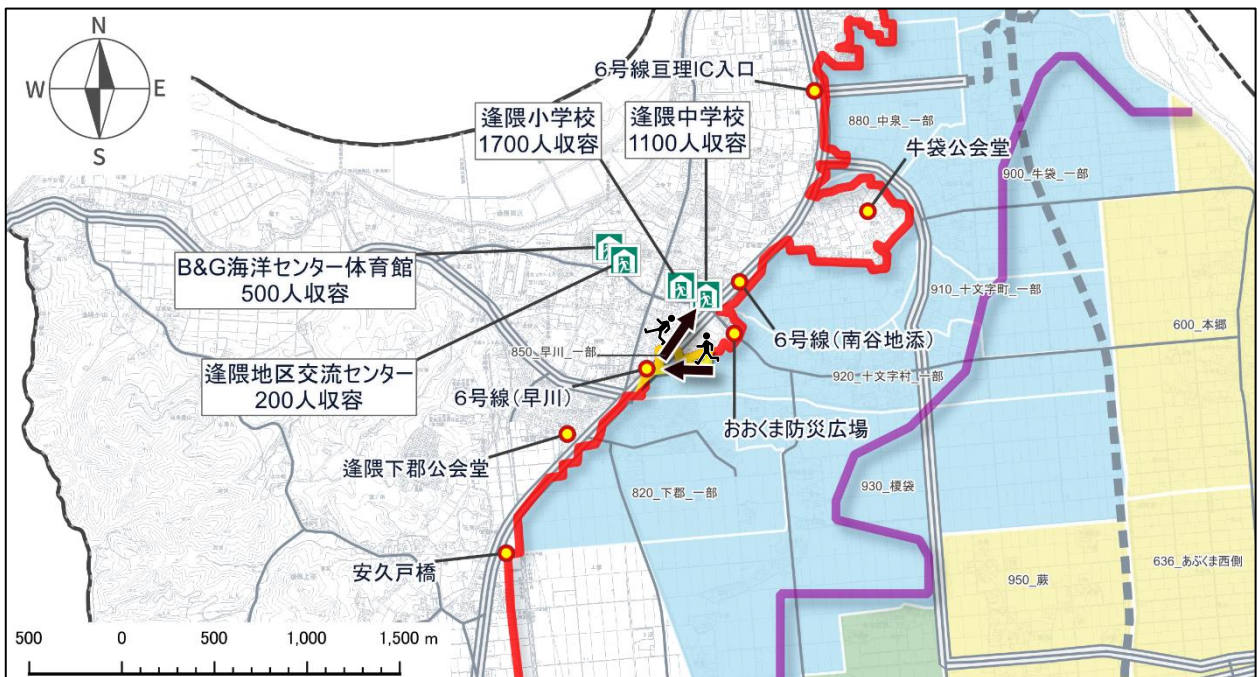 N
W
E
S
6号線亘理IC入口
逢隈小学校
1700人収容
逢隈中学校
1100人収容
880_中泉_一部
牛袋公会堂
900_牛袋_一部
B&G海洋センター体育館
500人収容
910_十文字町_一部
600_本郷
6号線(南谷地添)
850_早川_一部
920_十文字村_一部
逢隈地区交流センター
200人収容
6号線(早川)
おおくま防災広場
逢隈下郡公会堂
930_榎袋
820_下郡_一部
安久戸橋
636_あぶくま西側
950_蕨
500
0
500
1,000
1,500 m